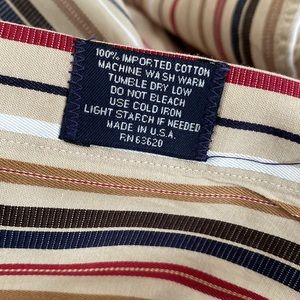 100% IMPORTED COTTON
MACHINE WASH WARM
TUMBLE DRY LOW
DO NOT BLEACH
USE COLD IRON
LIGHT STARCH IF NEEDED
MADE IN U.S.A.
RN 63620